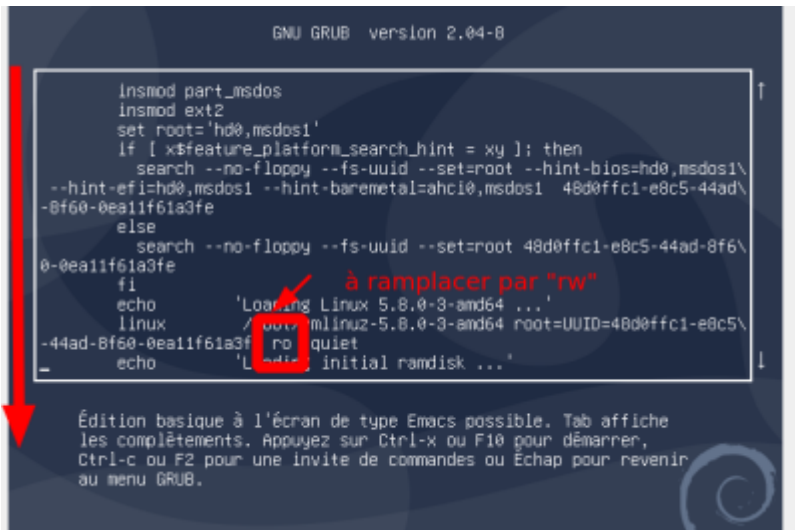 GNU GRUB version 2.04-8
insmod part_msdos
insmod ext2
set root='hd0,msdos1'
if [ x$feature_platform_search_hint = xy ]; then
search --no-floppy --fs-uuid --set=root --hint-bios=hd0,msdos1\
--hint-efi=hd0,msdos1 --hint-baremetal=ahci0,msdos1 48d0ffc1-e8c5-44ad\
-8f60-0ea11f61a3fe
else
search --no-floppy --fs-uuid --set=root 48d0ffc1-e8c5-44ad-8f6\
0-0ea11f61a3fe
fi
à ramplacer par "rw"
echo 'Loading Linux 5.8.0-3-amd64 ...'
linux /boot/vmlinuz-5.8.0-3-amd64 root=UUID=48d0ffc1-e8c5\
-44ad-8f60-0ea11f61a3fe ro quiet
echo 'Loading initial ramdisk ...'
Édition basique à l'écran de type Emacs possible. Tab affiche
les complètements. Appuyez sur Ctrl-x ou F10 pour démarrer,
Ctrl-c ou F2 pour une invite de commandes ou Échap pour revenir
au menu GRUB.